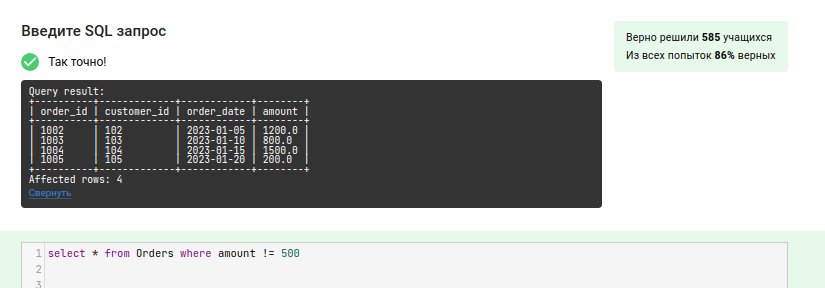 Введите SQL запрос
Так точно!
Верно решили 585 учащихся
Из всех попыток 86% верных
Query result:
+----------+-------------+------------+--------+
| order_id | customer_id | order_date | amount |
+----------+-------------+------------+--------+
| 1002     | 102         | 2023-01-05 | 1200.0 |
| 1003     | 103         | 2023-01-10 | 800.0  |
| 1004     | 104         | 2023-01-15 | 1500.0 |
| 1005     | 105         | 2023-01-20 | 200.0  |
+----------+-------------+------------+--------+
Affected rows: 4
Свернуть
1 select * from Orders where amount != 500
2
3